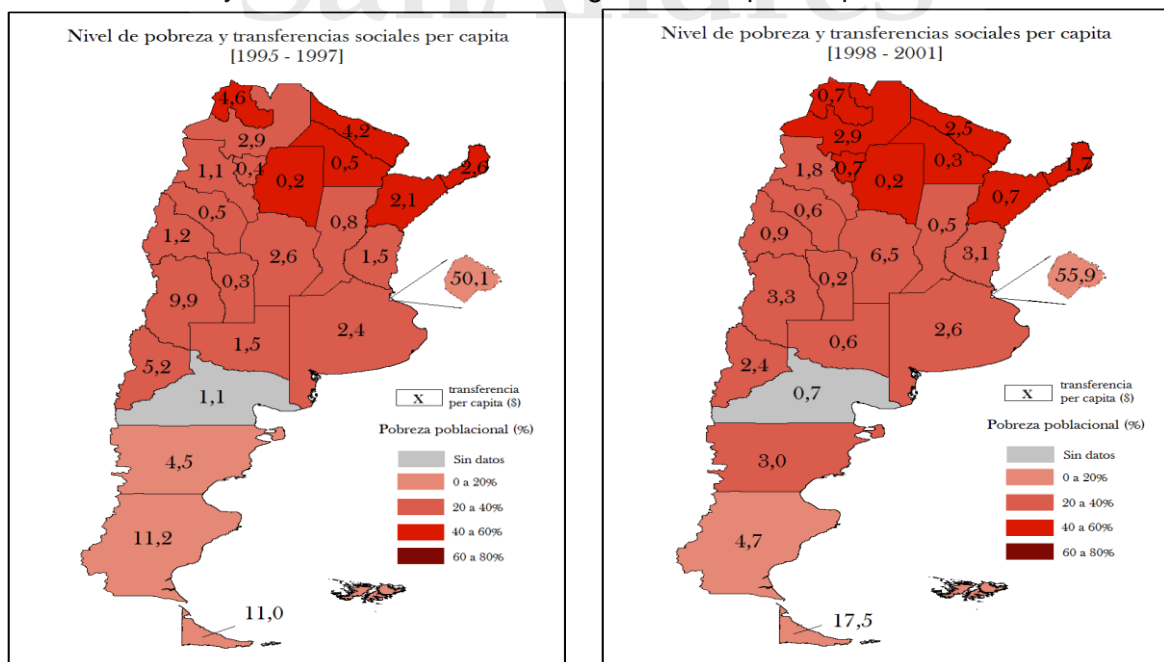 San Andrés
Nivel de pobreza y transferencias sociales per capita
[1995 - 1997]
4,6
4,2
2,9
0,5
1,1
0,4
2,6
0,2
2,1
0,5
0,8
1,2
2,6
1,5
50,1
0,3
9,9
2,4
1,5
5,2
1,1
X
transferencia
per capita ($)
Pobreza poblacional (%)
Sin datos
4,5
0 a 20%
20 a 40%
11,2
40 a 60%
60 a 80%
11,0
Nivel de pobreza y transferencias sociales per capita
[1998 - 2001]
0,7
2,5
2,9
0,3
1,8
0,7
1,7
0,2
0,7
0,6
0,5
0,9
6,5
3,1
55,9
0,2
3,3
2,6
0,6
2,4
0,7
X
transferencia
per capita ($)
Pobreza poblacional (%)
Sin datos
3,0
0 a 20%
20 a 40%
4,7
40 a 60%
60 a 80%
17,5